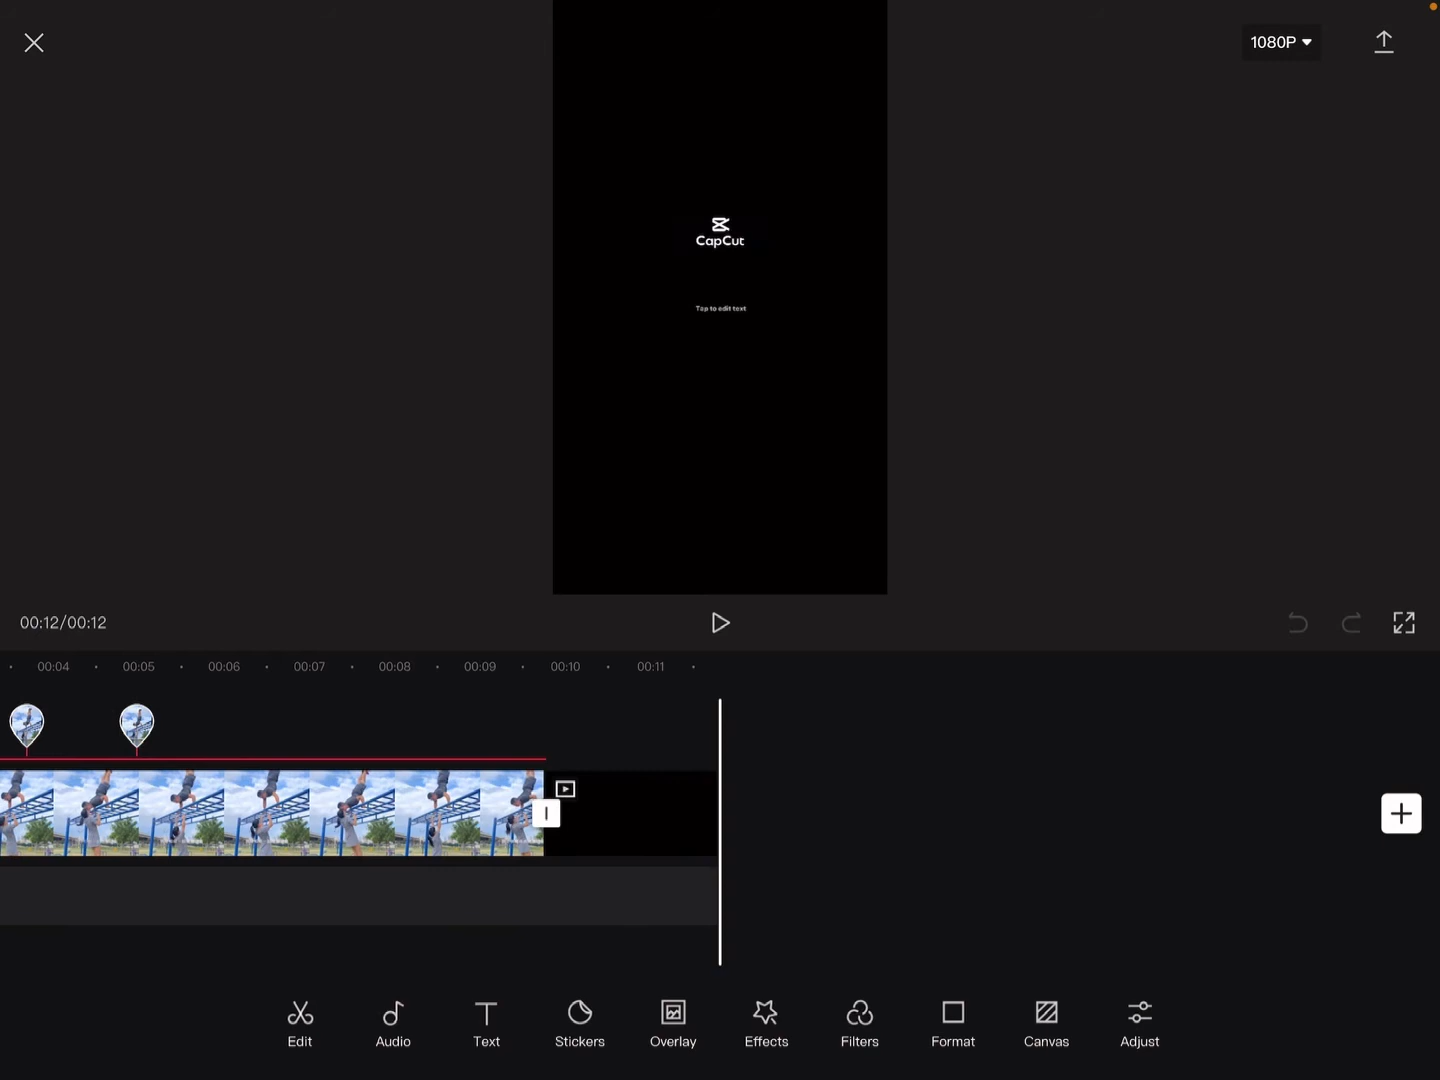 1080P
CapCut
Tap to edit text
00:12/00:12
00:04 00:05 00:06 00:07 00:08 00:09 00:10 00:11
Edit Audio Text Stickers Overlay Effects Filters Format Canvas Adjust